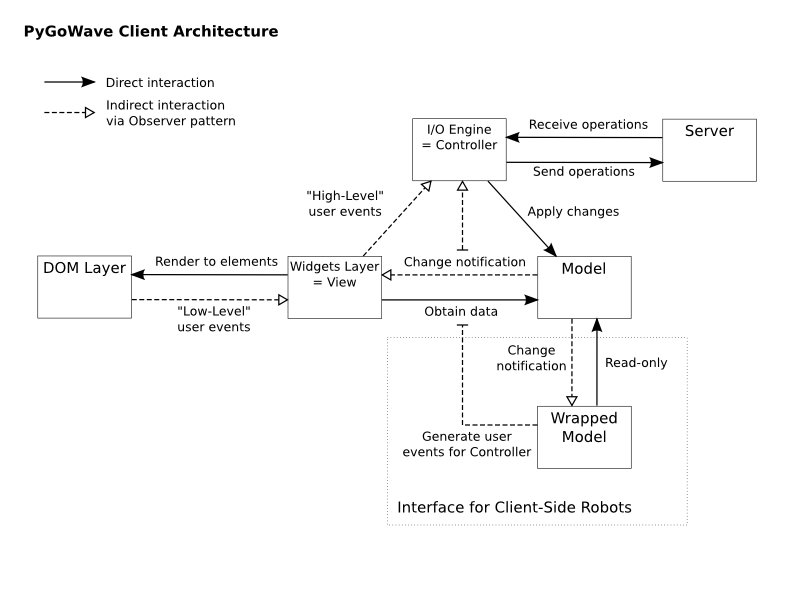 PyGoWave Client Architecture
Direct interaction
Indirect interaction
via Observer pattern
I/O Engine
= Controller
Receive operations
Server
Send operations
"High-Level"
user events
Apply changes
DOM Layer
Render to elements
Widgets Layer
= View
Change notification
Model
"Low-Level"
user events
Obtain data
Change
notification
Read-only
Wrapped
Model
Generate user
events for Controller
Interface for Client-Side Robots